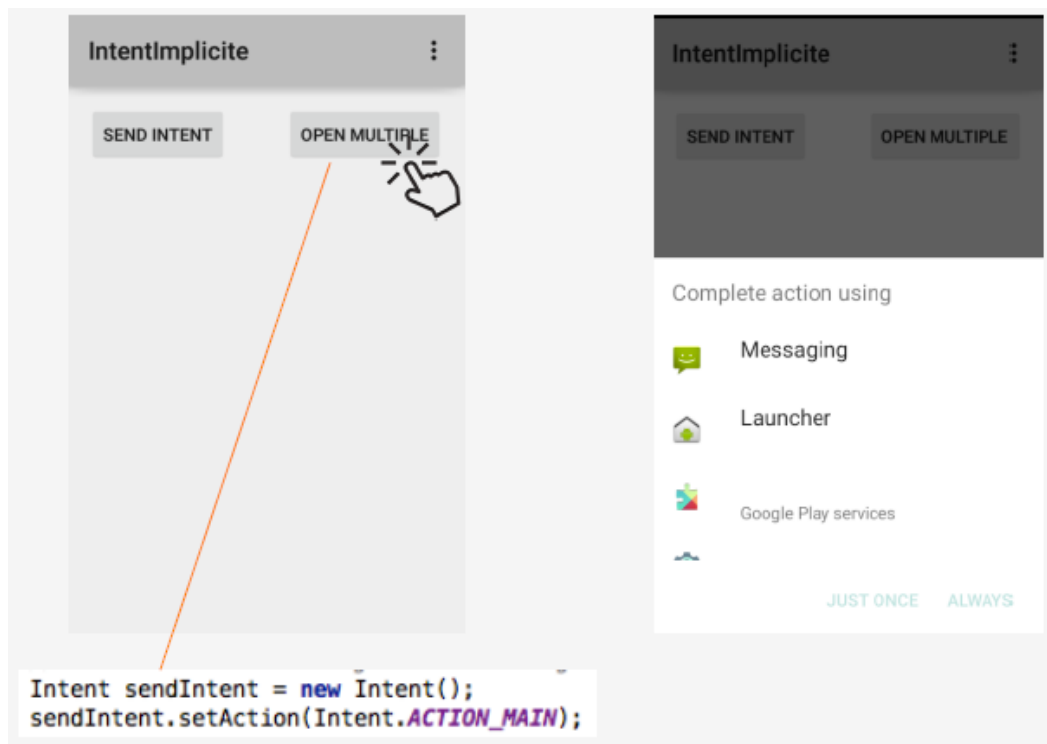 IntentImplicite
SEND INTENT
OPEN MULTIPLE
IntentImplicite
SEND INTENT
OPEN MULTIPLE
Complete action using
Messaging
Launcher
Google Play services
JUST ONCE
ALWAYS
Intent sendIntent = new Intent();
sendIntent.setAction(Intent.ACTION_MAIN);